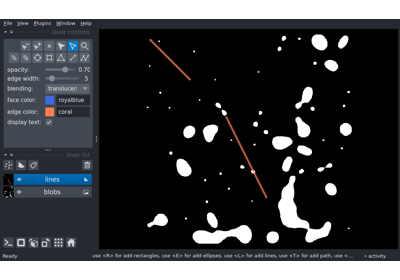 File View Plugins Window Help
layer controls
opacity: 0.70
edge width: 5
blending: translucen
face color: royalblue
edge color: coral
display text:
layer list
lines
blobs
Ready use <R> for add rectangles, use <E> for add ellipses, use <L> for add lines, use <T> for add path, use <... activity